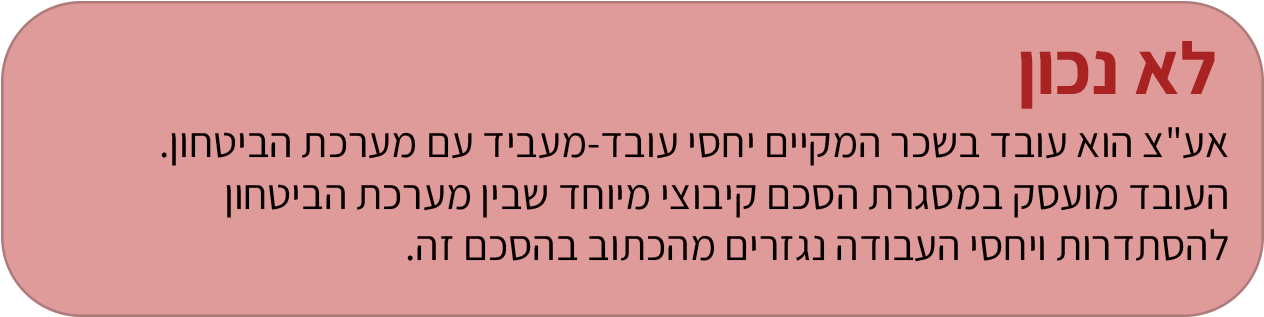 לא נכון
אע"צ הוא עובד בשכר המקיים יחסי עובד-מעביד עם מערכת הביטחון.
העובד מועסק במסגרת הסכם קיבוצי מיוחד שבין מערכת הביטחון
להסתדרות ויחסי העבודה נגזרים מהכתוב בהסכם זה.